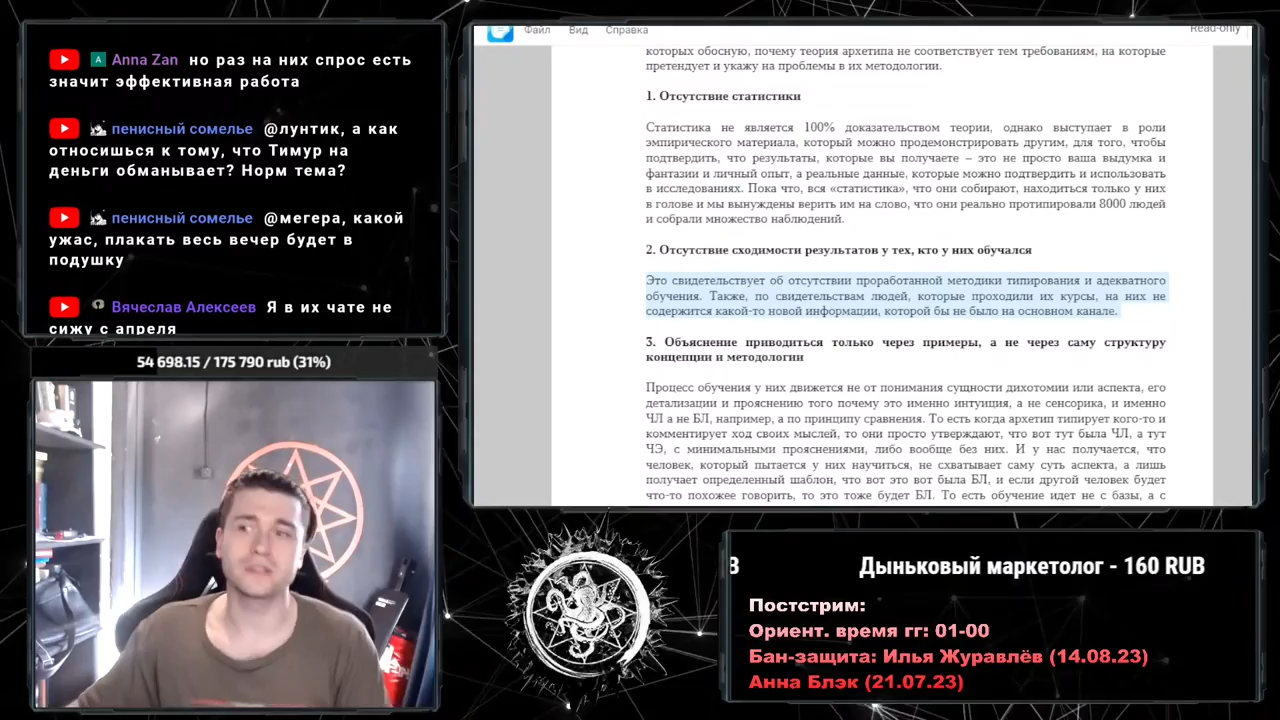 Anna Zan но раз на них спрос есть
значит эффективная работа
пенисный сомелье @лунтик, а как
относишься к тому, что Тимур на
деньги обманывает? Норм тема?
пенисный сомелье @мегера, какой
ужас, плакать весь вечер будет в
подушку
Вячеслав Алексеев Я в их чате не
сижу с апреля
54 698.15 / 175 790 rub (31%)
Файл Вид Справка Read-only
которых обосную, почему теория архетипа не соответствует тем требованиям, на которые
претендует и укажу на проблемы в их методологии.
1. Отсутствие статистики
Статистика не является 100% доказательством теории, однако выступает в роли
эмпирического материала, который можно продемонстрировать другим, для того, чтобы
подтвердить, что результаты, которые вы получаете – это не просто ваша выдумка и
фантазии и личный опыт, а реальные данные, которые можно подтвердить и использовать
в исследованиях. Пока что, вся «статистика», что они собирают, находиться только у них
в голове и мы вынуждены верить им на слово, что они реально протипировали 8000 людей
и собрали множество наблюдений.
2. Отсутствие сходимости результатов у тех, кто у них обучался
Это свидетельствует об отсутствии проработанной методики типирования и адекватного
обучения. Также, по свидетельствам людей, которые проходили их курсы, на них не
содержится какой-то новой информации, которой бы не было на основном канале.
3. Объяснение приводиться только через примеры, а не через саму структуру
концепции и методологии
Процесс обучения у них движется не от понимания сущности дихотомии или аспекта, его
детализации и прояснению того почему это именно интуиция, а не сенсорика, и именно
ЧЛ а не БЛ, например, а по принципу сравнения. То есть когда архетип типирует кого-то и
комментирует ход своих мыслей, то они просто утверждают, что вот тут была ЧЛ, а тут
ЧЭ, с минимальными прояснениями, либо вообще без них. И у нас получается, что
человек, который пытается у них научиться, не схватывает саму суть аспекта, а лишь
получает определенный шаблон, что вот это вот была БЛ, и если другой человек будет
что-то похожее говорить, то это тоже будет БЛ. То есть обучение идет не с базы, а с
В Дыньковый маркетолог - 160 RUB
Постстрим:
Ориент. время гг: 01-00
Бан-защита: Илья Журавлёв (14.08.23)
Анна Блэк (21.07.23)